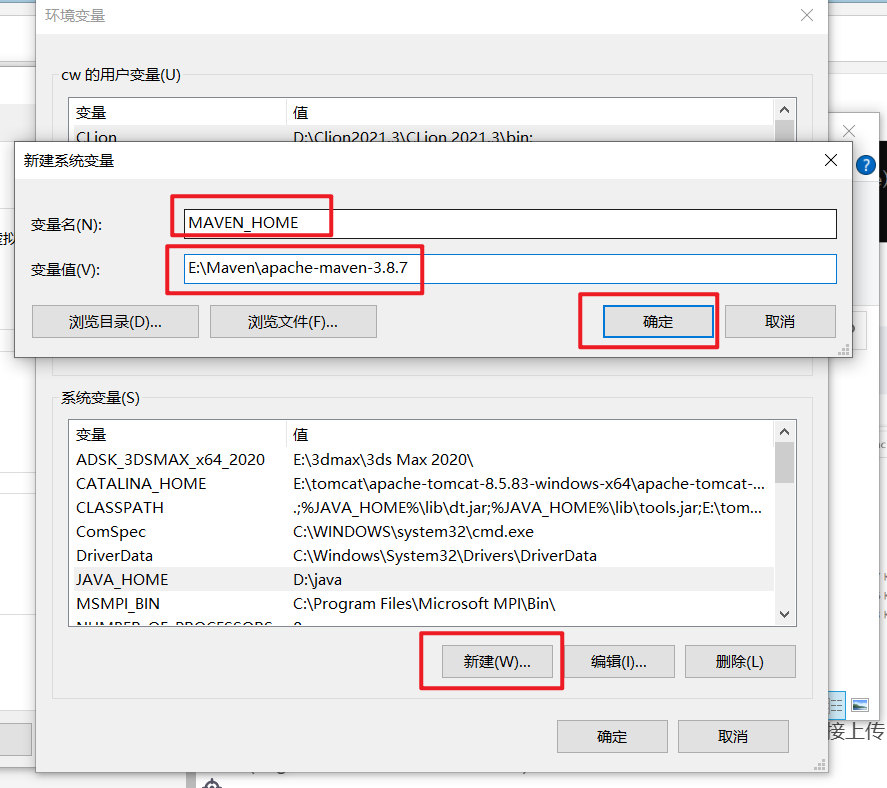 环境变量
cw 的用户变量(U)
变量 值
CLion D:\Clion2021.3\CLion 2021.3\bin;
新建系统变量
变量名(N): MAVEN_HOME
变量值(V): E:\Maven\apache-maven-3.8.7
浏览目录(D)... 浏览文件(F)... 确定 取消
系统变量(S)
变量 值
ADSK_3DSMAX_x64_2020 E:\3dmax\3ds Max 2020\
CATALINA_HOME E:\tomcat\apache-tomcat-8.5.83-windows-x64\apache-tomcat-...
CLASSPATH .;%JAVA_HOME%\lib\dt.jar;%JAVA_HOME%\lib\tools.jar;E:\tom...
ComSpec C:\WINDOWS\system32\cmd.exe
DriverData C:\Windows\System32\Drivers\DriverData
JAVA_HOME D:\java
MSMPI_BIN C:\Program Files\Microsoft MPI\Bin\
NUMBER_OF_PROCESSORS
新建(W)... 编辑(I)... 删除(L)
确定 取消
接上传